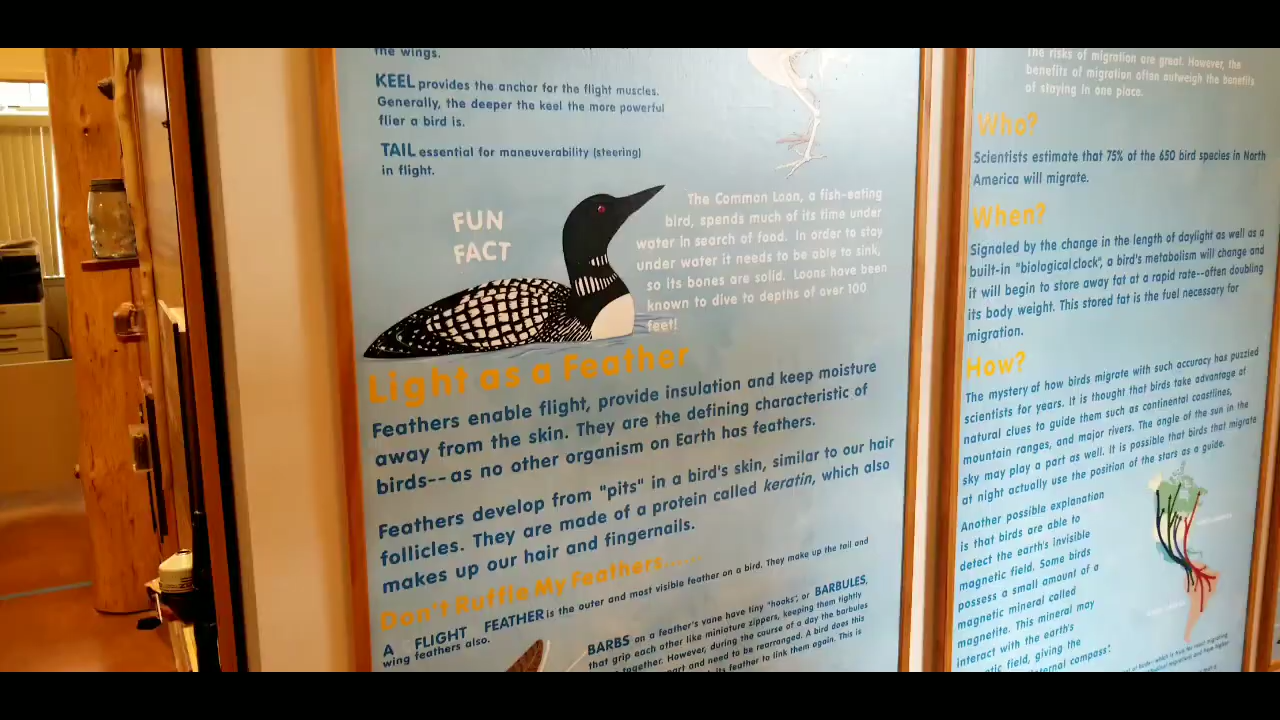 the wings.
KEEL provides the anchor for the flight muscles.
Generally, the deeper the keel the more powerful
flier a bird is.
TAIL essential for maneuverability (steering)
in flight.
FUN
FACT
The Common Loon, a fish-eating
bird, spends much of its time under
water in search of food. In order to stay
under water it needs to be able to sink,
so its bones are solid. Loons have been
known to dive to depths of over 100
feet!
Light as a Feather
Feathers enable flight, provide insulation and keep moisture
away from the skin. They are the defining characteristic of
birds--as no other organism on Earth has feathers.
Feathers develop from "pits" in a bird's skin, similar to our hair
follicles. They are made of a protein called keratin, which also
makes up our hair and fingernails.
Don't Ruffle My Feathers......
A FLIGHT FEATHER is the outer and most visible feather on a bird. They make up the tail and
wing feathers also.
BARBS on a feather's vane have tiny "hooks", or BARBULES,
that grip each other like miniature zippers, keeping them tightly
together. However, during the course of a day the barbules
part and need to be rearranged. A bird does this
its feather to link them again. This is
The risks of migration are great. However, the
benefits of migration often outweigh the benefits
of staying in one place.
Who?
Scientists estimate that 75% of the 650 bird species in North
America will migrate.
When?
Signaled by the change in the length of daylight as well as a
built-in "biological clock", a bird's metabolism will change and
it will begin to store away fat at a rapid rate--often doubling
its body weight. This stored fat is the fuel necessary for
migration.
How?
The mystery of how birds migrate with such accuracy has puzzled
scientists for years. It is thought that birds take advantage of
natural clues to guide them such as continental coastlines,
mountain ranges, and major rivers. The angle of the sun in the
sky may play a part as well. It is possible that birds that migrate
at night actually use the position of the stars as a guide.
Another possible explanation
is that birds are able to
detect the earth's invisible
magnetic field. Some birds
possess a small amount of a
magnetic mineral called
magnetite. This mineral may
interact with the earth's
field, giving the
compass".